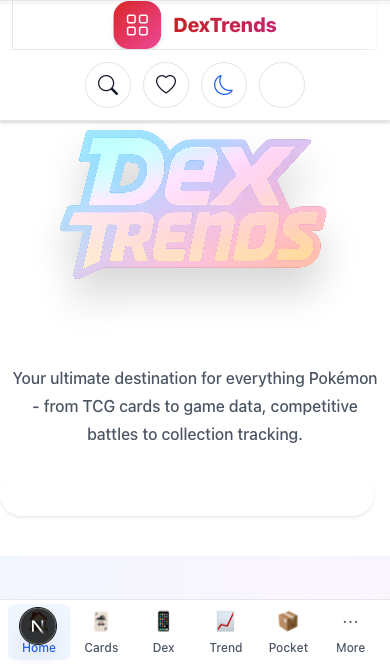 DexTrends
DEX
TRENDS
Your ultimate destination for everything Pokémon
- from TCG cards to game data, competitive
battles to collection tracking.
N
Home
Cards
Dex
Trend
Pocket
More